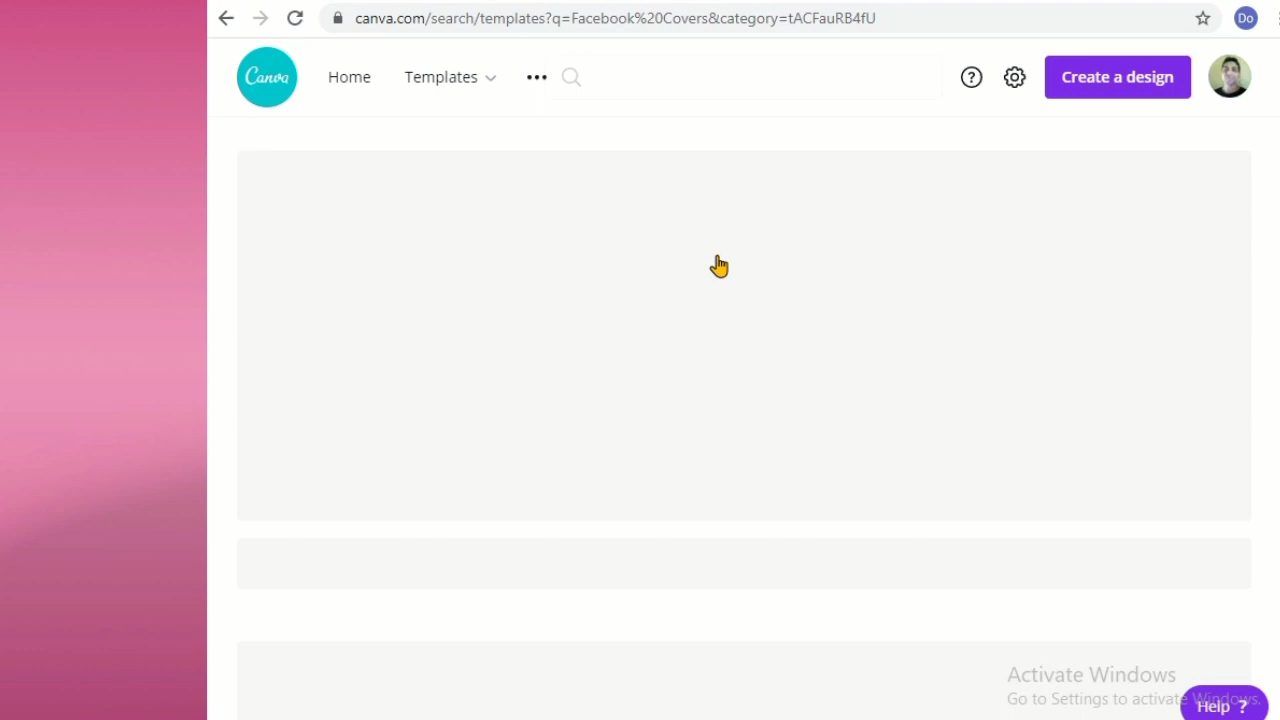 canva.com/search/templates?q=Facebook%20Covers&category=tACFauRB4fU
Do
Canva
Home
Templates
Create a design
Activate Windows
Go to Settings to activate Windows.
Help ?